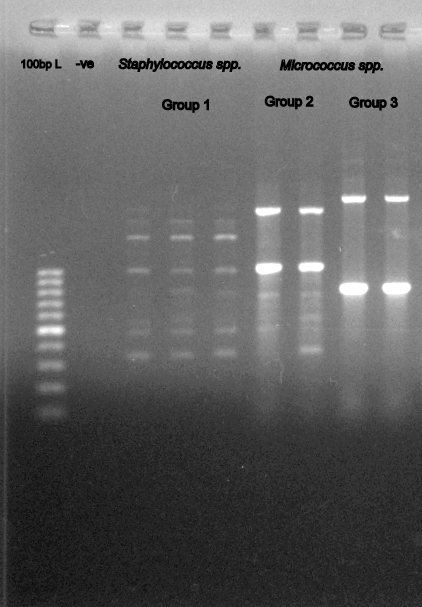 100bp L -ve Staphylococcus spp. Micrococcus spp.
Group 1 Group 2 Group 3